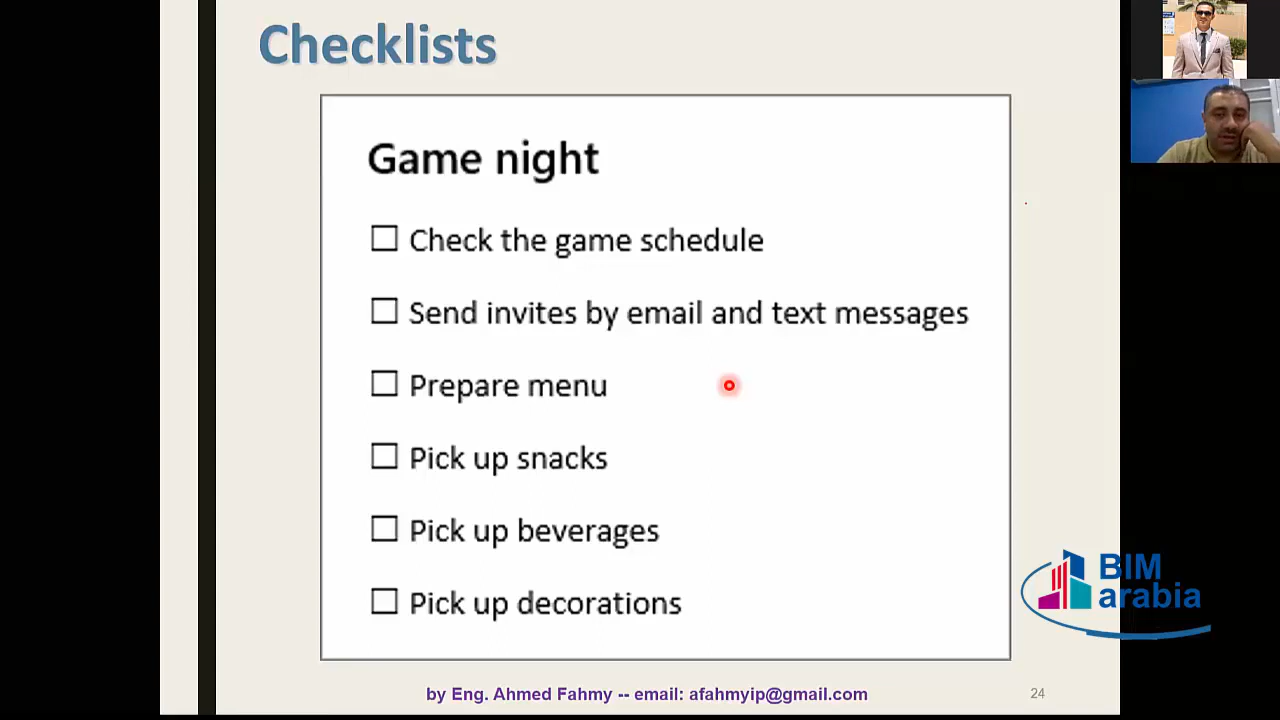 Checklists
Game night
Check the game schedule
Send invites by email and text messages
Prepare menu
Pick up snacks
Pick up beverages
Pick up decorations
BIM
arabia
by Eng. Ahmed Fahmy -- email: afahmyip@gmail.com
24